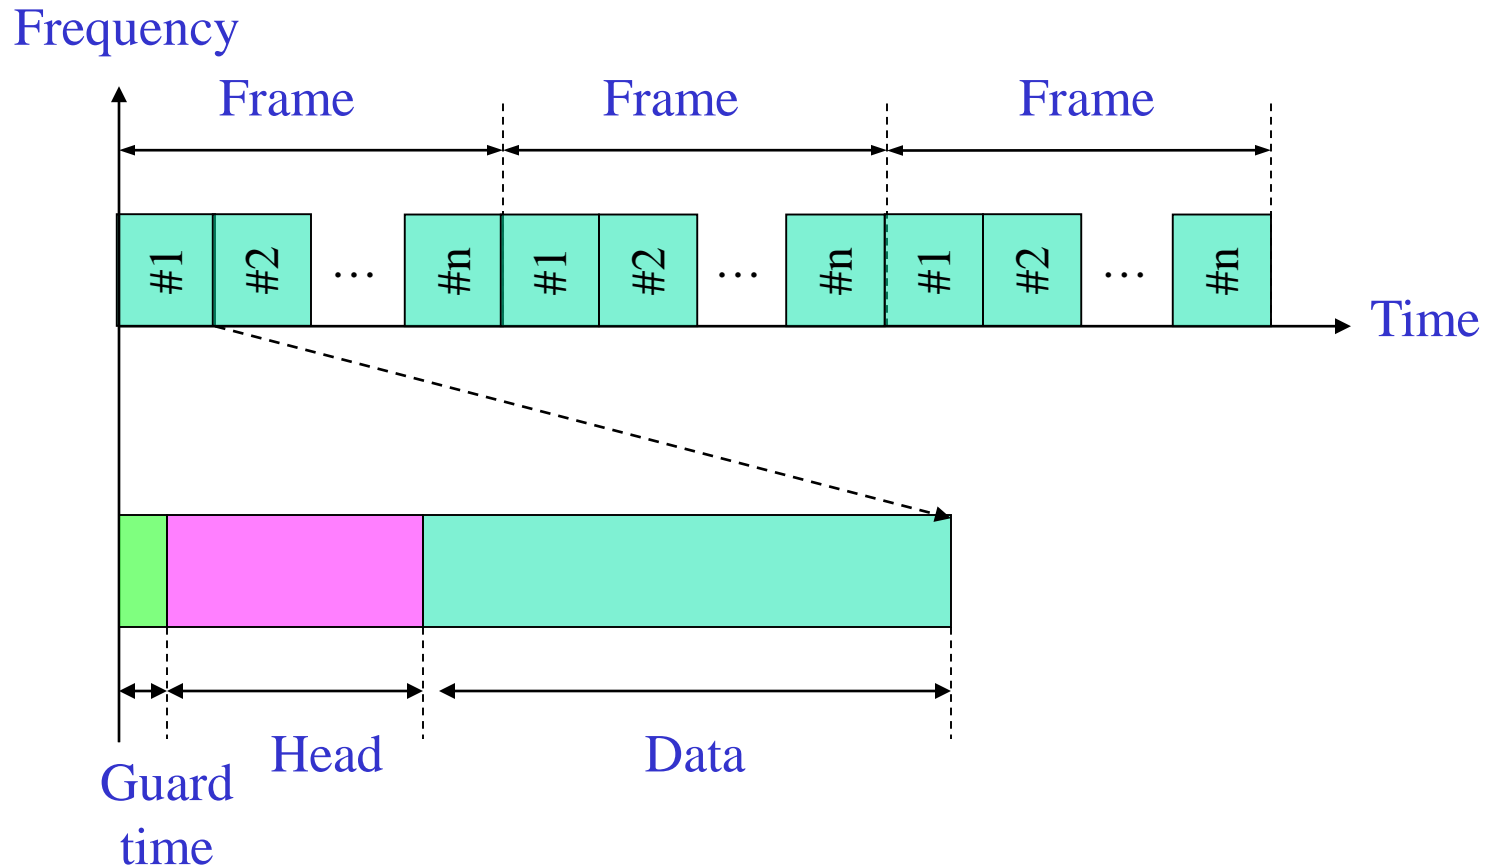 Frequency
Frame Frame Frame
#1 #2 … #n #1 #2 … #n #1 #2 … #n
Time
Head Data
Guard
time